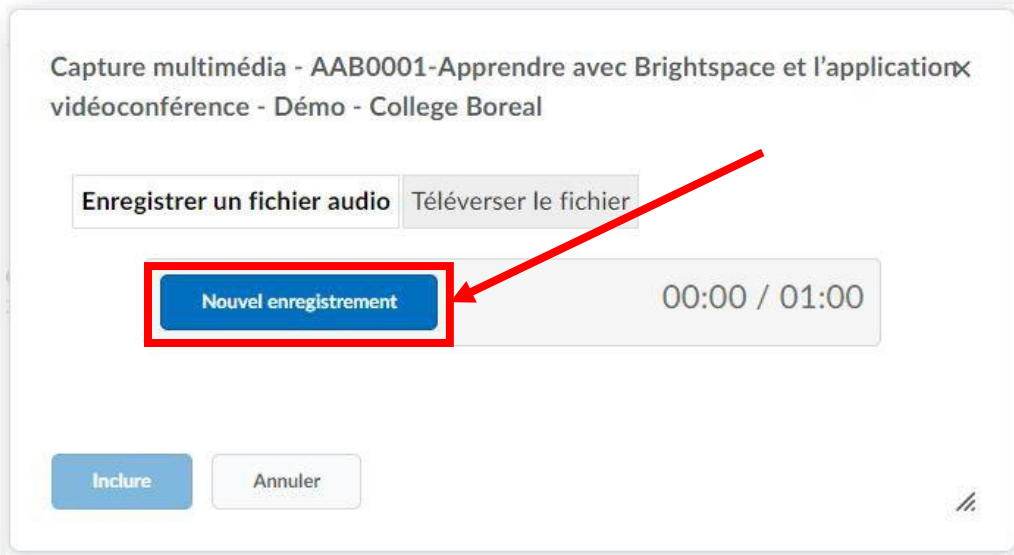 Capture multimédia - AAB0001-Apprendre avec Brightspace et l’application
vidéoconférence - Démo - College Boreal
Enregistrer un fichier audio Téléverser le fichier
Nouvel enregistrement 00:00 / 01:00
Inclure Annuler